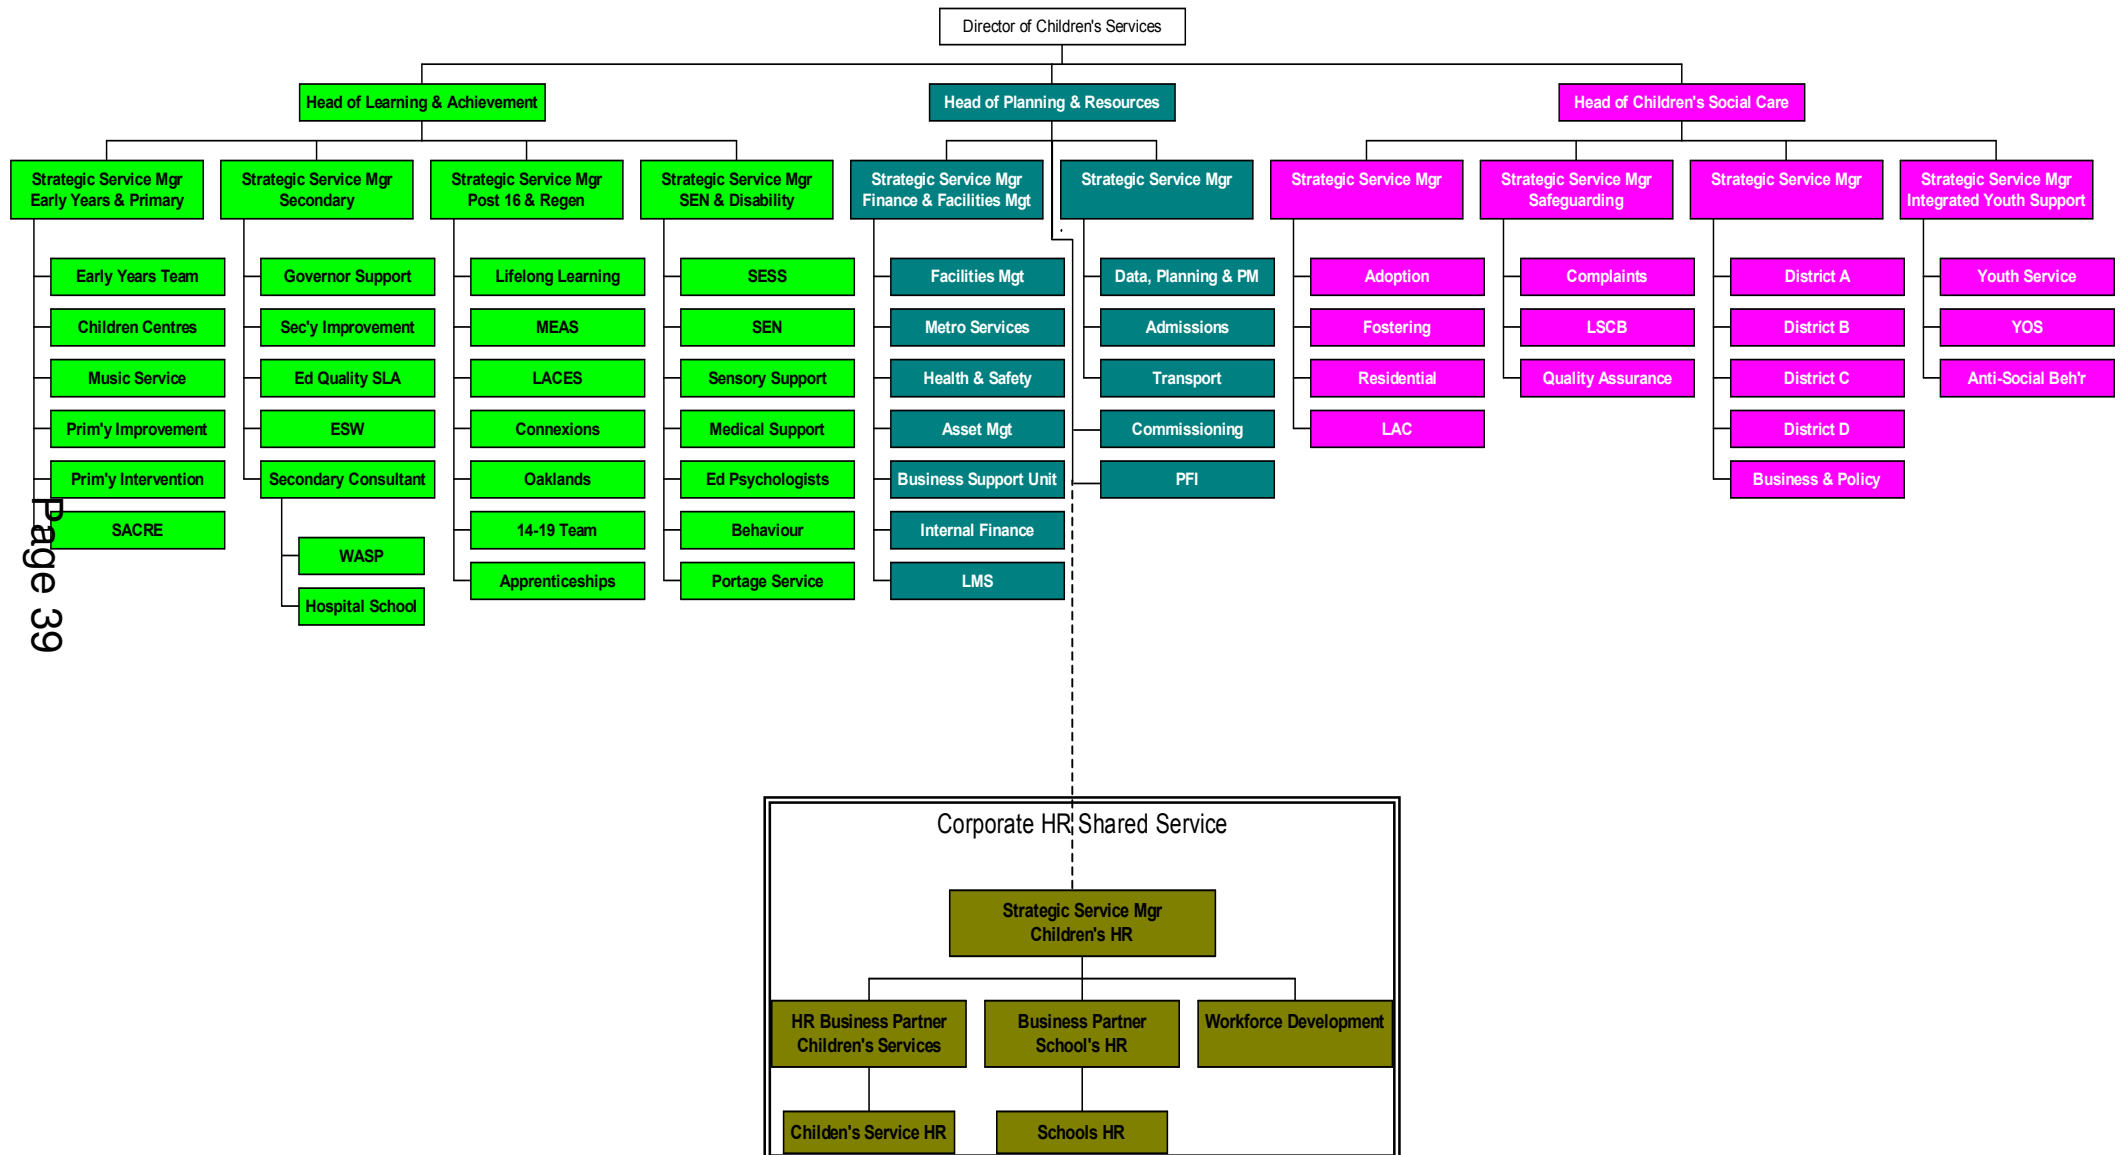 Director of Children's Services
Head of Learning & Achievement
Head of Planning & Resources
Head of Children's Social Care
Strategic Service Mgr
Early Years & Primary
Strategic Service Mgr
Secondary
Strategic Service Mgr
Post 16 & Regen
Strategic Service Mgr
SEN & Disability
Strategic Service Mgr
Finance & Facilities Mgt
Strategic Service Mgr
Strategic Service Mgr
Strategic Service Mgr
Safeguarding
Strategic Service Mgr
Strategic Service Mgr
Integrated Youth Support
Early Years Team
Children Centres
Music Service
Prim'y Improvement
Prim'y Intervention
SACRE
Governor Support
Sec'y Improvement
Ed Quality SLA
ESW
Secondary Consultant
WASP
Hospital School
Lifelong Learning
MEAS
LACES
Connexions
Oaklands
14-19 Team
Apprenticeships
SESS
SEN
Sensory Support
Medical Support
Ed Psychologists
Behaviour
Portage Service
Facilities Mgt
Metro Services
Health & Safety
Asset Mgt
Business Support Unit
Internal Finance
LMS
Data, Planning & PM
Admissions
Transport
Commissioning
PFI
Adoption
Fostering
Residential
LAC
Complaints
LSCB
Quality Assurance
District A
District B
District C
District D
Business & Policy
Youth Service
YOS
Anti-Social Beh'r
Page 39
Corporate HR Shared Service
Strategic Service Mgr
Children's HR
HR Business Partner
Children's Services
Business Partner
School's HR
Workforce Development
Childen's Service HR
Schools HR